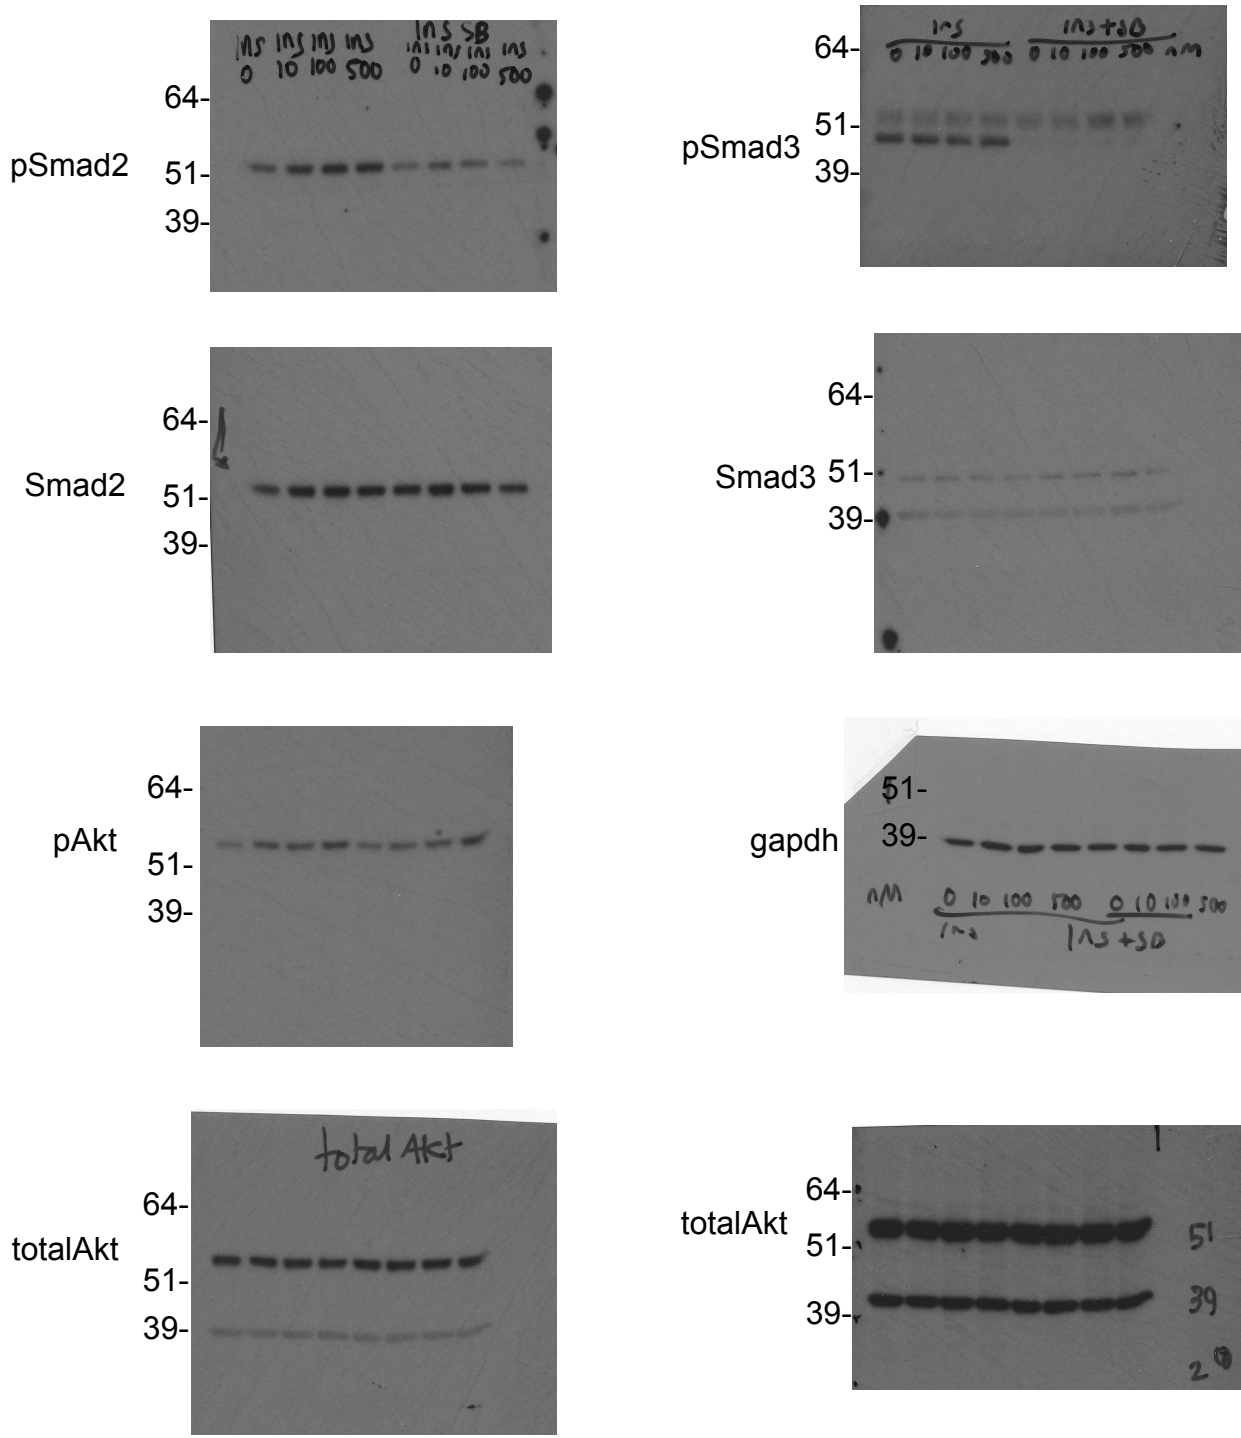 Ins Ins Ins Ins Ins SB
Ins Ins Ins Ins
0 10 100 500 0 10 100 500
64-
pSmad2
51-
39-
Ins Ins+SB
64-
0 10 100 500 0 10 100 500 nM
51-
pSmad3
39-
64-
Smad2
51-
39-
64-
Smad3 51-
39-
64-
pAkt
51-
39-
51-
gapdh
39-
nM 0 10 100 500 0 10 100 500
Ins Ins+SB
total Akt
64-
totalAkt
51-
39-
64-
totalAkt
51- 51
39- 39
2